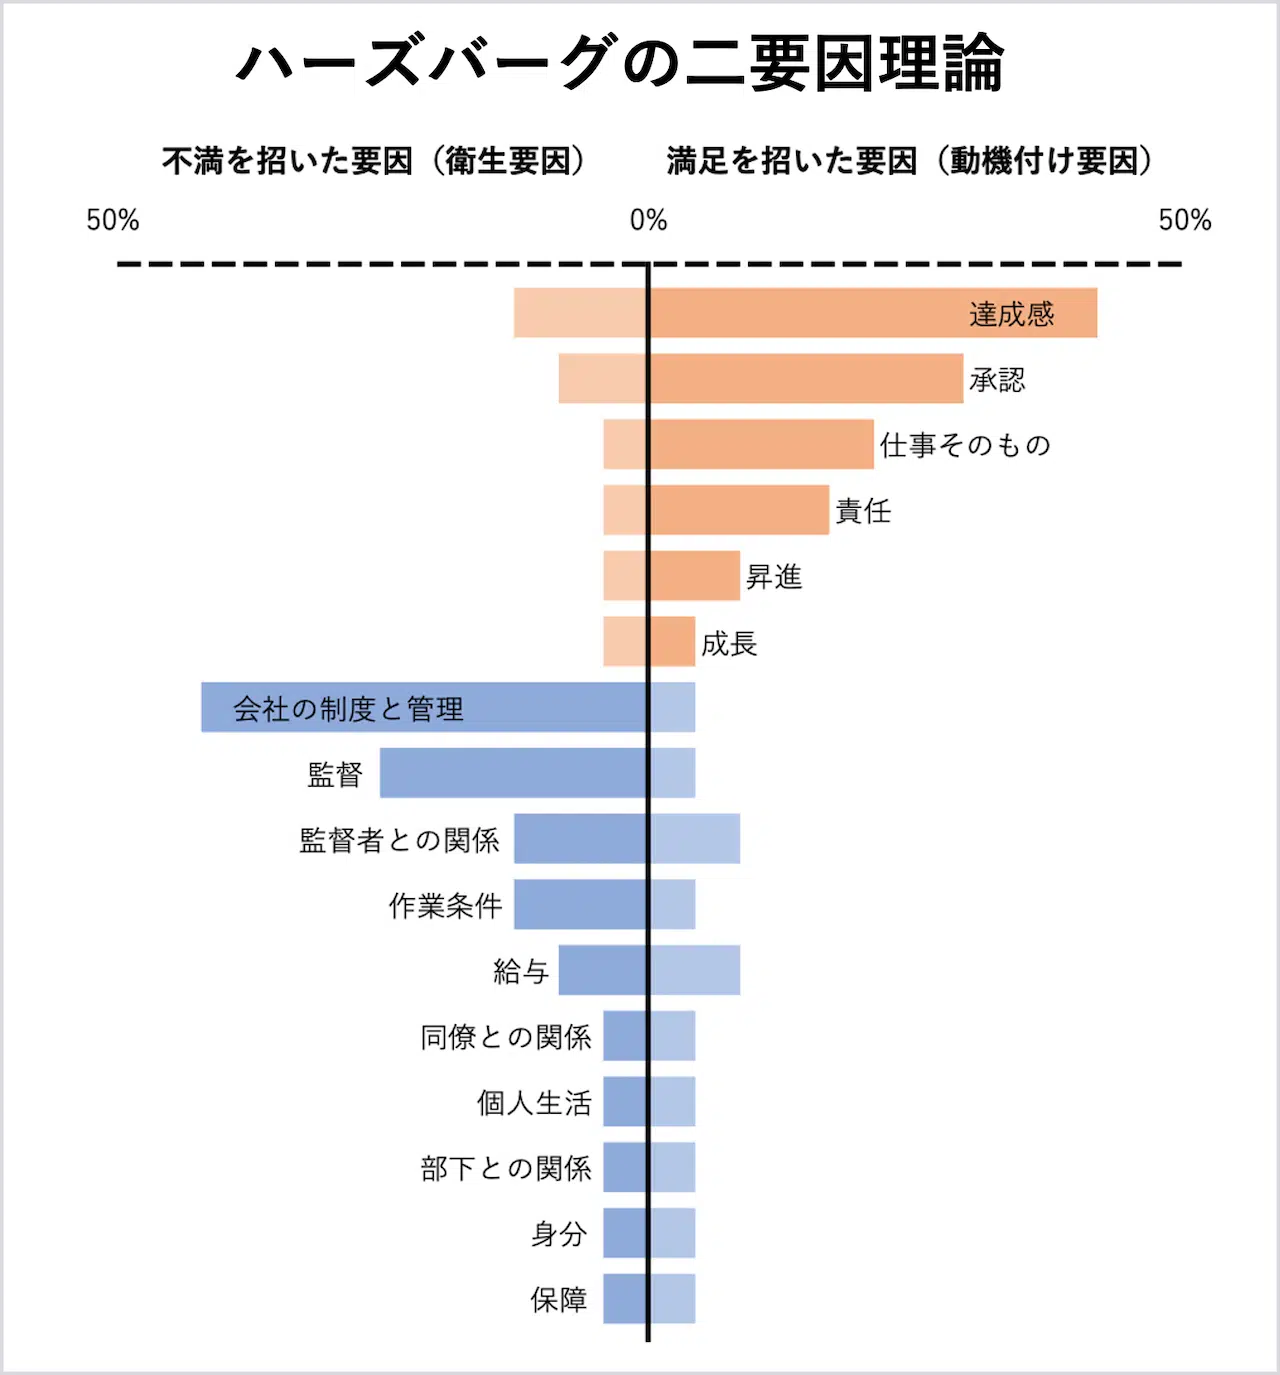 ハーズバーグの二要因理論
不満を招いた要因（衛生要因） 満足を招いた要因（動機付け要因）
50% 0% 50%
達成感
承認
仕事そのもの
責任
昇進
成長
会社の制度と管理
監督
監督者との関係
作業条件
給与
同僚との関係
個人生活
部下との関係
身分
保障